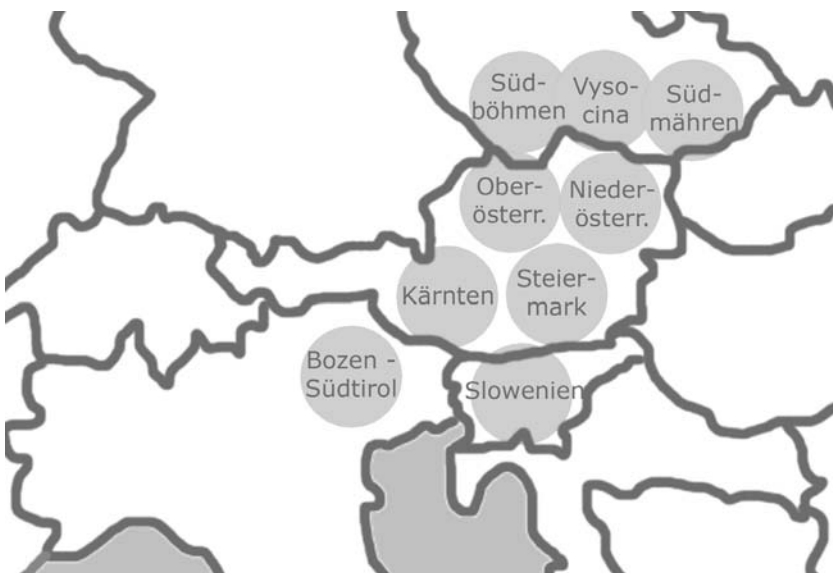 Süd-
böhmen
Vyso-
cina
Süd-
mähren
Ober-
österr.
Nieder-
österr.
Kärnten
Steier-
mark
Bozen -
Südtirol
Slowenien